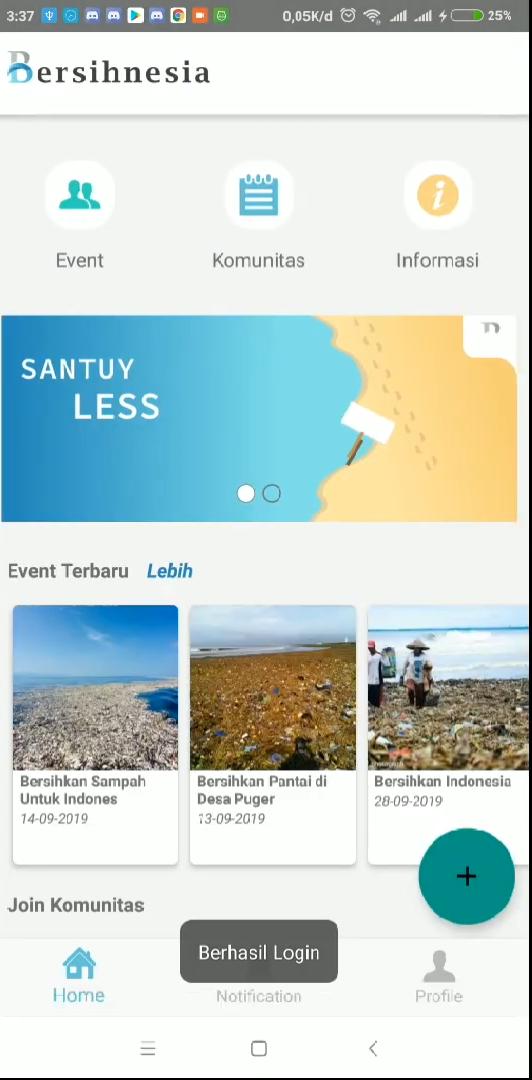 3:37
0,05K/d
25%
Bersihnesia
Event
Komunitas
Informasi
SANTUY
LESS
Event Terbaru Lebih
Bersihkan Sampah
Untuk Indones
14-09-2019
Bersihkan Pantai di
Desa Puger
13-09-2019
Bersihkan Indonesia
28-09-2019
+
Join Komunitas
Berhasil Login
Home
Notification
Profile